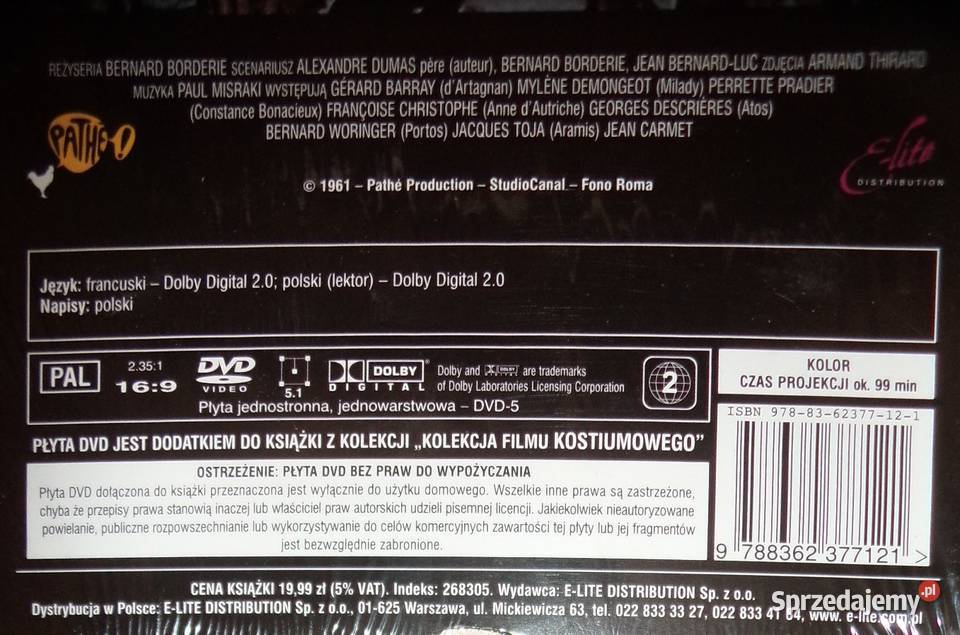 REŻYSERIA BERNARD BORDERIE SCENARIUSZ ALEXANDRE DUMAS père (auteur), BERNARD BORDERIE, JEAN BERNARD-LUC ZDJĘCIA ARMAND THIRARD
MUZYKA PAUL MISRAKI WYSTĘPUJĄ GÉRARD BARRAY (d'Artagnan) MYLÈNE DEMONGEOT (Milady) PERRETTE PRADIER
(Constance Bonacieux) FRANÇOISE CHRISTOPHE (Anne d'Autriche) GEORGES DESCRIÈRES (Atos)
BERNARD WORINGER (Portos) JACQUES TOJA (Aramis) JEAN CARMET
PATHE!
E-lite
DISTRIBUTION
© 1961 – Pathé Production – StudioCanal – Fono Roma
Język: francuski – Dolby Digital 2.0; polski (lektor) – Dolby Digital 2.0
Napisy: polski
PAL
2.35:1
16:9
DVD
VIDEO
5.1
DOLBY
DIGITAL
Dolby and DOLBY are trademarks
of Dolby Laboratories Licensing Corporation
2
Płyta jednostronna, jednowarstwowa – DVD-5
KOLOR
CZAS PROJEKCJI ok. 99 min
ISBN 978-83-62377-12-1
9 788362 377121 >
PŁYTA DVD JEST DODATKIEM DO KSIĄŻKI Z KOLEKCJI „KOLEKCJA FILMU KOSTIUMOWEGO”
OSTRZEŻENIE: PŁYTA DVD BEZ PRAW DO WYPOŻYCZANIA
Płyta DVD dołączona do książki przeznaczona jest wyłącznie do użytku domowego. Wszelkie inne prawa są zastrzeżone,
chyba że przepisy prawa stanowią inaczej lub właściciel praw autorskich udzieli pisemnej licencji. Jakiekolwiek nieautoryzowane
powielanie, publiczne rozpowszechnianie lub wykorzystywanie do celów komercyjnych zawartości tej płyty lub jej fragmentów
jest bezwzględnie zabronione.
CENA KSIĄŻKI 19,99 zł (5% VAT). Indeks: 268305. Wydawca: E-LITE DISTRIBUTION Sp. z o.o.
Dystrybucja w Polsce: E-LITE DISTRIBUTION Sp. z o.o., 01-625 Warszawa, ul. Mickiewicza 63, tel. 022 833 33 27, 022 833 41 84, www.e-lite.com.pl
Sprzedajemy.pl